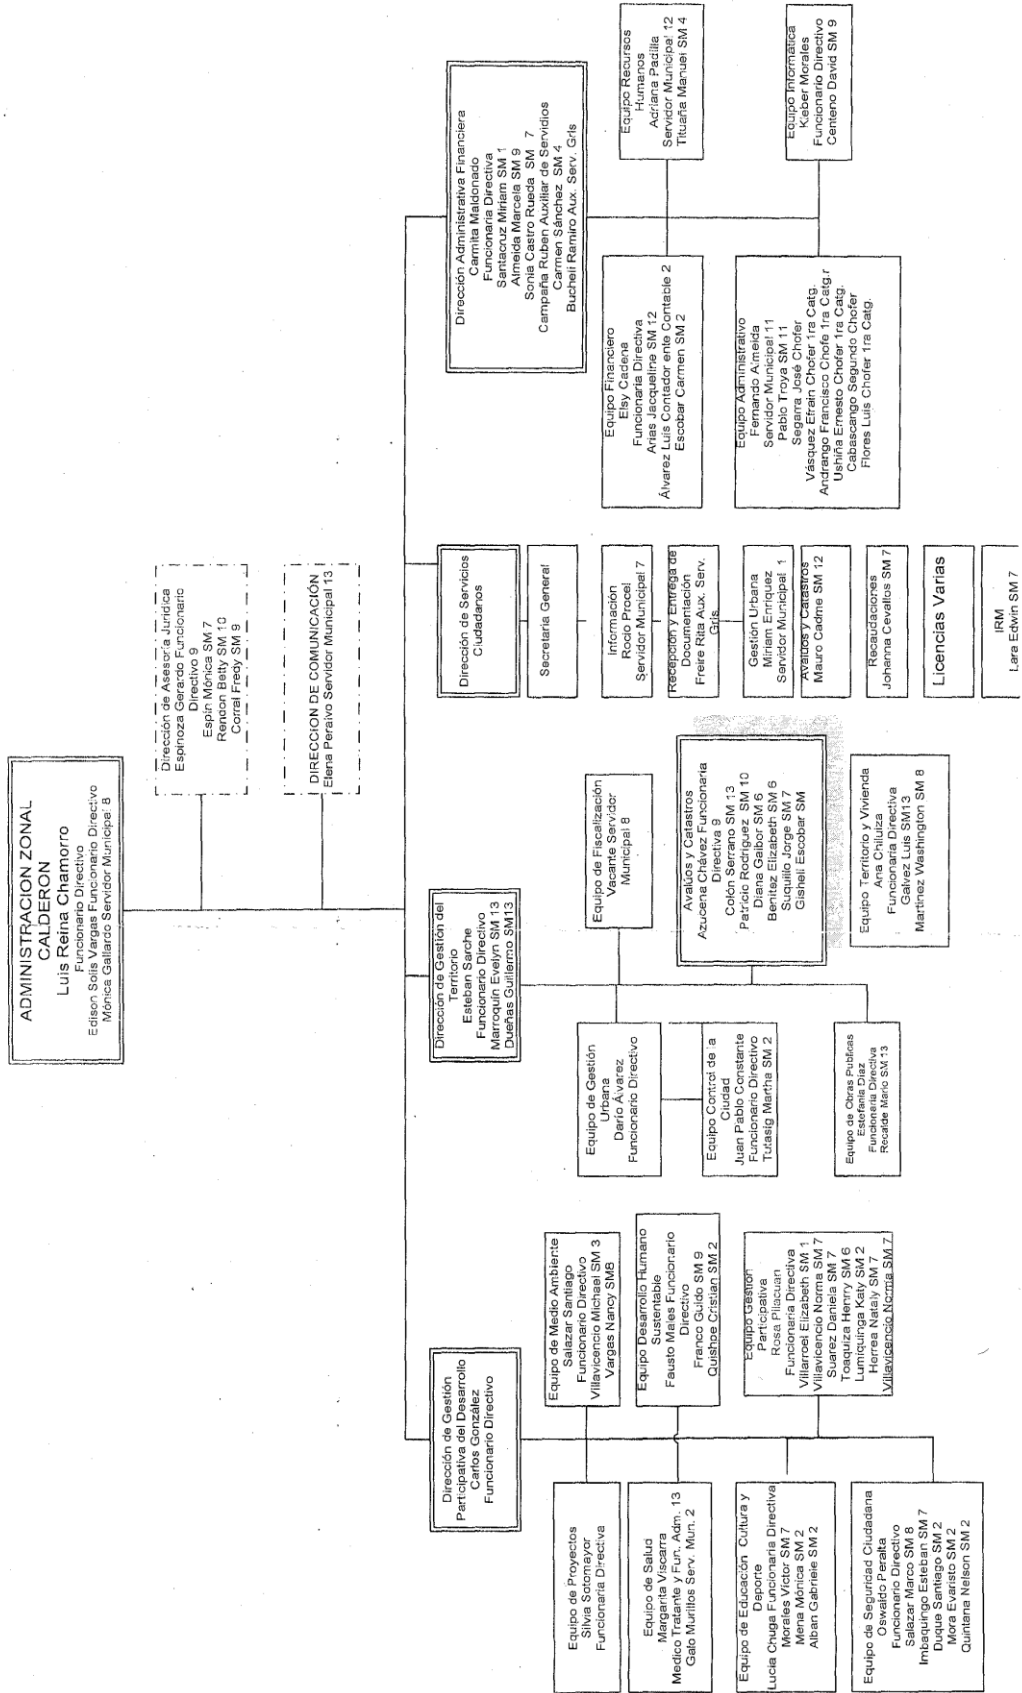 ADMINISTRACION ZONAL
CALDERON
Luis Reina Chamorro
Funcionario Directivo
Edison Solis Vargas Funcionario Directivo
Mónica Gallardo Servidor Municipal 8
Dirección de Asesoría Jurídica
Espinoza Gerardo Funcionario
Directivo 9
Espin Mónica SM 7
Rendon Betty SM 10
Corral Fredy SM 9
DIRECCION DE COMUNICACIÓN
Elena Peralvo Servidor Municipal 13
Dirección de Gestión
Participativa del Desarrollo
Carlos González
Funcionario Directivo
Equipo de Proyectos
Silvia Sotomayor
Funcionaria Directiva
Equipo de Medio Ambiente
Salazar Santiago
Funcionario Directivo
Villavicencio Michael SM 3
Vargas Nancy SM8
Equipo de Salud
Margarita Viscarra
Medico Tratante y Fun. Adm. 13
Galo Murillos Serv. Mun. 2
Equipo Desarrollo Humano
Sustentable
Fausto Males Funcionario
Directivo
Franco Guido SM 9
Quishpe Cristian SM 2
Equipo de Educación Cultura y
Deporte
Lucia Chuga Funcionaria Directiva
Morales Victor SM 7
Mena Mónica SM 2
Alban Gabriele SM 2
Equipo Gestión
Participativa
Rosa Pilacuan
Funcionaria Directiva
Villarroel Elizabeth SM 1
Villavicencio Norma SM 7
Suarez Daniela SM 7
Toaquiza Henrry SM 6
Lumiquinga Katy SM 2
Herrea Nataly SM 7
Villavicencio Norma SM 7
Equipo de Seguridad Ciudadana
Oswaldo Peralta
Funcionario Directivo
Salazar Marco SM 8
Imbaquingo Esteban SM 7
Duque Santiago SM 2
Mora Evaristo SM 2
Quintana Nelson SM 2
Dirección de Gestión del
Territorio
Esteban Sarche
Funcionario Directivo
Marroquín Evelyn SM 13
Dueñas Guillermo SM13
Equipo de Gestión
Urbana
Darío Álvarez
Funcionario Directivo
Equipo de Fiscalización
Vacante Servidor
Municipal 8
Equipo Control de la
Ciudad
Juan Pablo Constante
Funcionario Directivo
Tutasig Martha SM 2
Avalúos y Catastros
Azucena Chávez Funcionaria
Directiva 9
Colón Serrano SM 13
Patricio Rodriguez SM 10
Diana Gaibor SM 6
Benitez Elizabeth SM 6
Suquillo Jorge SM 7
Gishell Escobar SM
Equipo de Obras Publicas
Estefania Diaz
Funcionaria Directiva
Recalde Mario SM 13
Equipo Territorio y Vivienda
Ana Chiluiza
Funcionaria Directiva
Galvez Luis SM13
Martinez Washington SM 8
Dirección de Servicios
Ciudadanos
Secretaría General
Información
Rocio Procel
Servidor Municipal 7
Recepción y Entrega de
Documentación
Freire Rita Aux. Serv.
Grls
Gestión Urbana
Miriam Enriquez
Servidor Municipal 1
Avalúos y Catastros
Mauro Cadme SM 12
Recaudaciones
Johanna Cevallos SM 7
Licencias Varias
IRM
Lara Edwin SM 7
Dirección Administrativa Financiera
Carmita Maldonado
Funcionaria Directiva
Santacruz Miriam SM 1
Almeida Marcela SM 9
Sonia Castro Rueda SM 7
Campaña Ruben Auxiliar de Servidios
Carmen Sánchez SM 4
Bucheli Ramiro Aux. Serv. Grls
Equipo Financiero
Elsy Cadena
Funcionaria Directiva
Arias Jacqueline SM 12
Álvarez Luis Contador ente Contable 2
Escobar Carmen SM 2
Equipo Recursos
Humanos
Adriana Padilla
Servidor Municipal 12
Tituaña Manuel SM 4
Equipo Administrativo
Fernando Almeida
Servidor Municipal 11
Pablo Troya SM 11
Segarra José Chofer
Vásquez Efrain Chofer 1ra Catg.
Andrango Francisco Chofe 1ra Catg.r
Ushiña Ernesto Chofer 1ra Catg.
Cabascango Segundo Chofer
Flores Luis Chofer 1ra Catg.
Equipo Informática
Kleber Morales
Funcionario Directivo
Centeno David SM 9